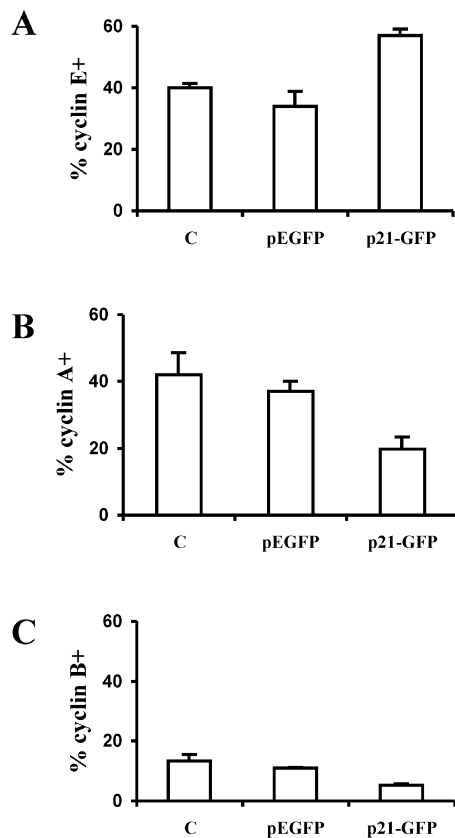 A
% cyclin E+
60
40
20
0
C pEGFP p21-GFP
B
% cyclin A+
60
40
20
0
C pEGFP p21-GFP
C
% cyclin B+
60
40
20
0
C pEGFP p21-GFP